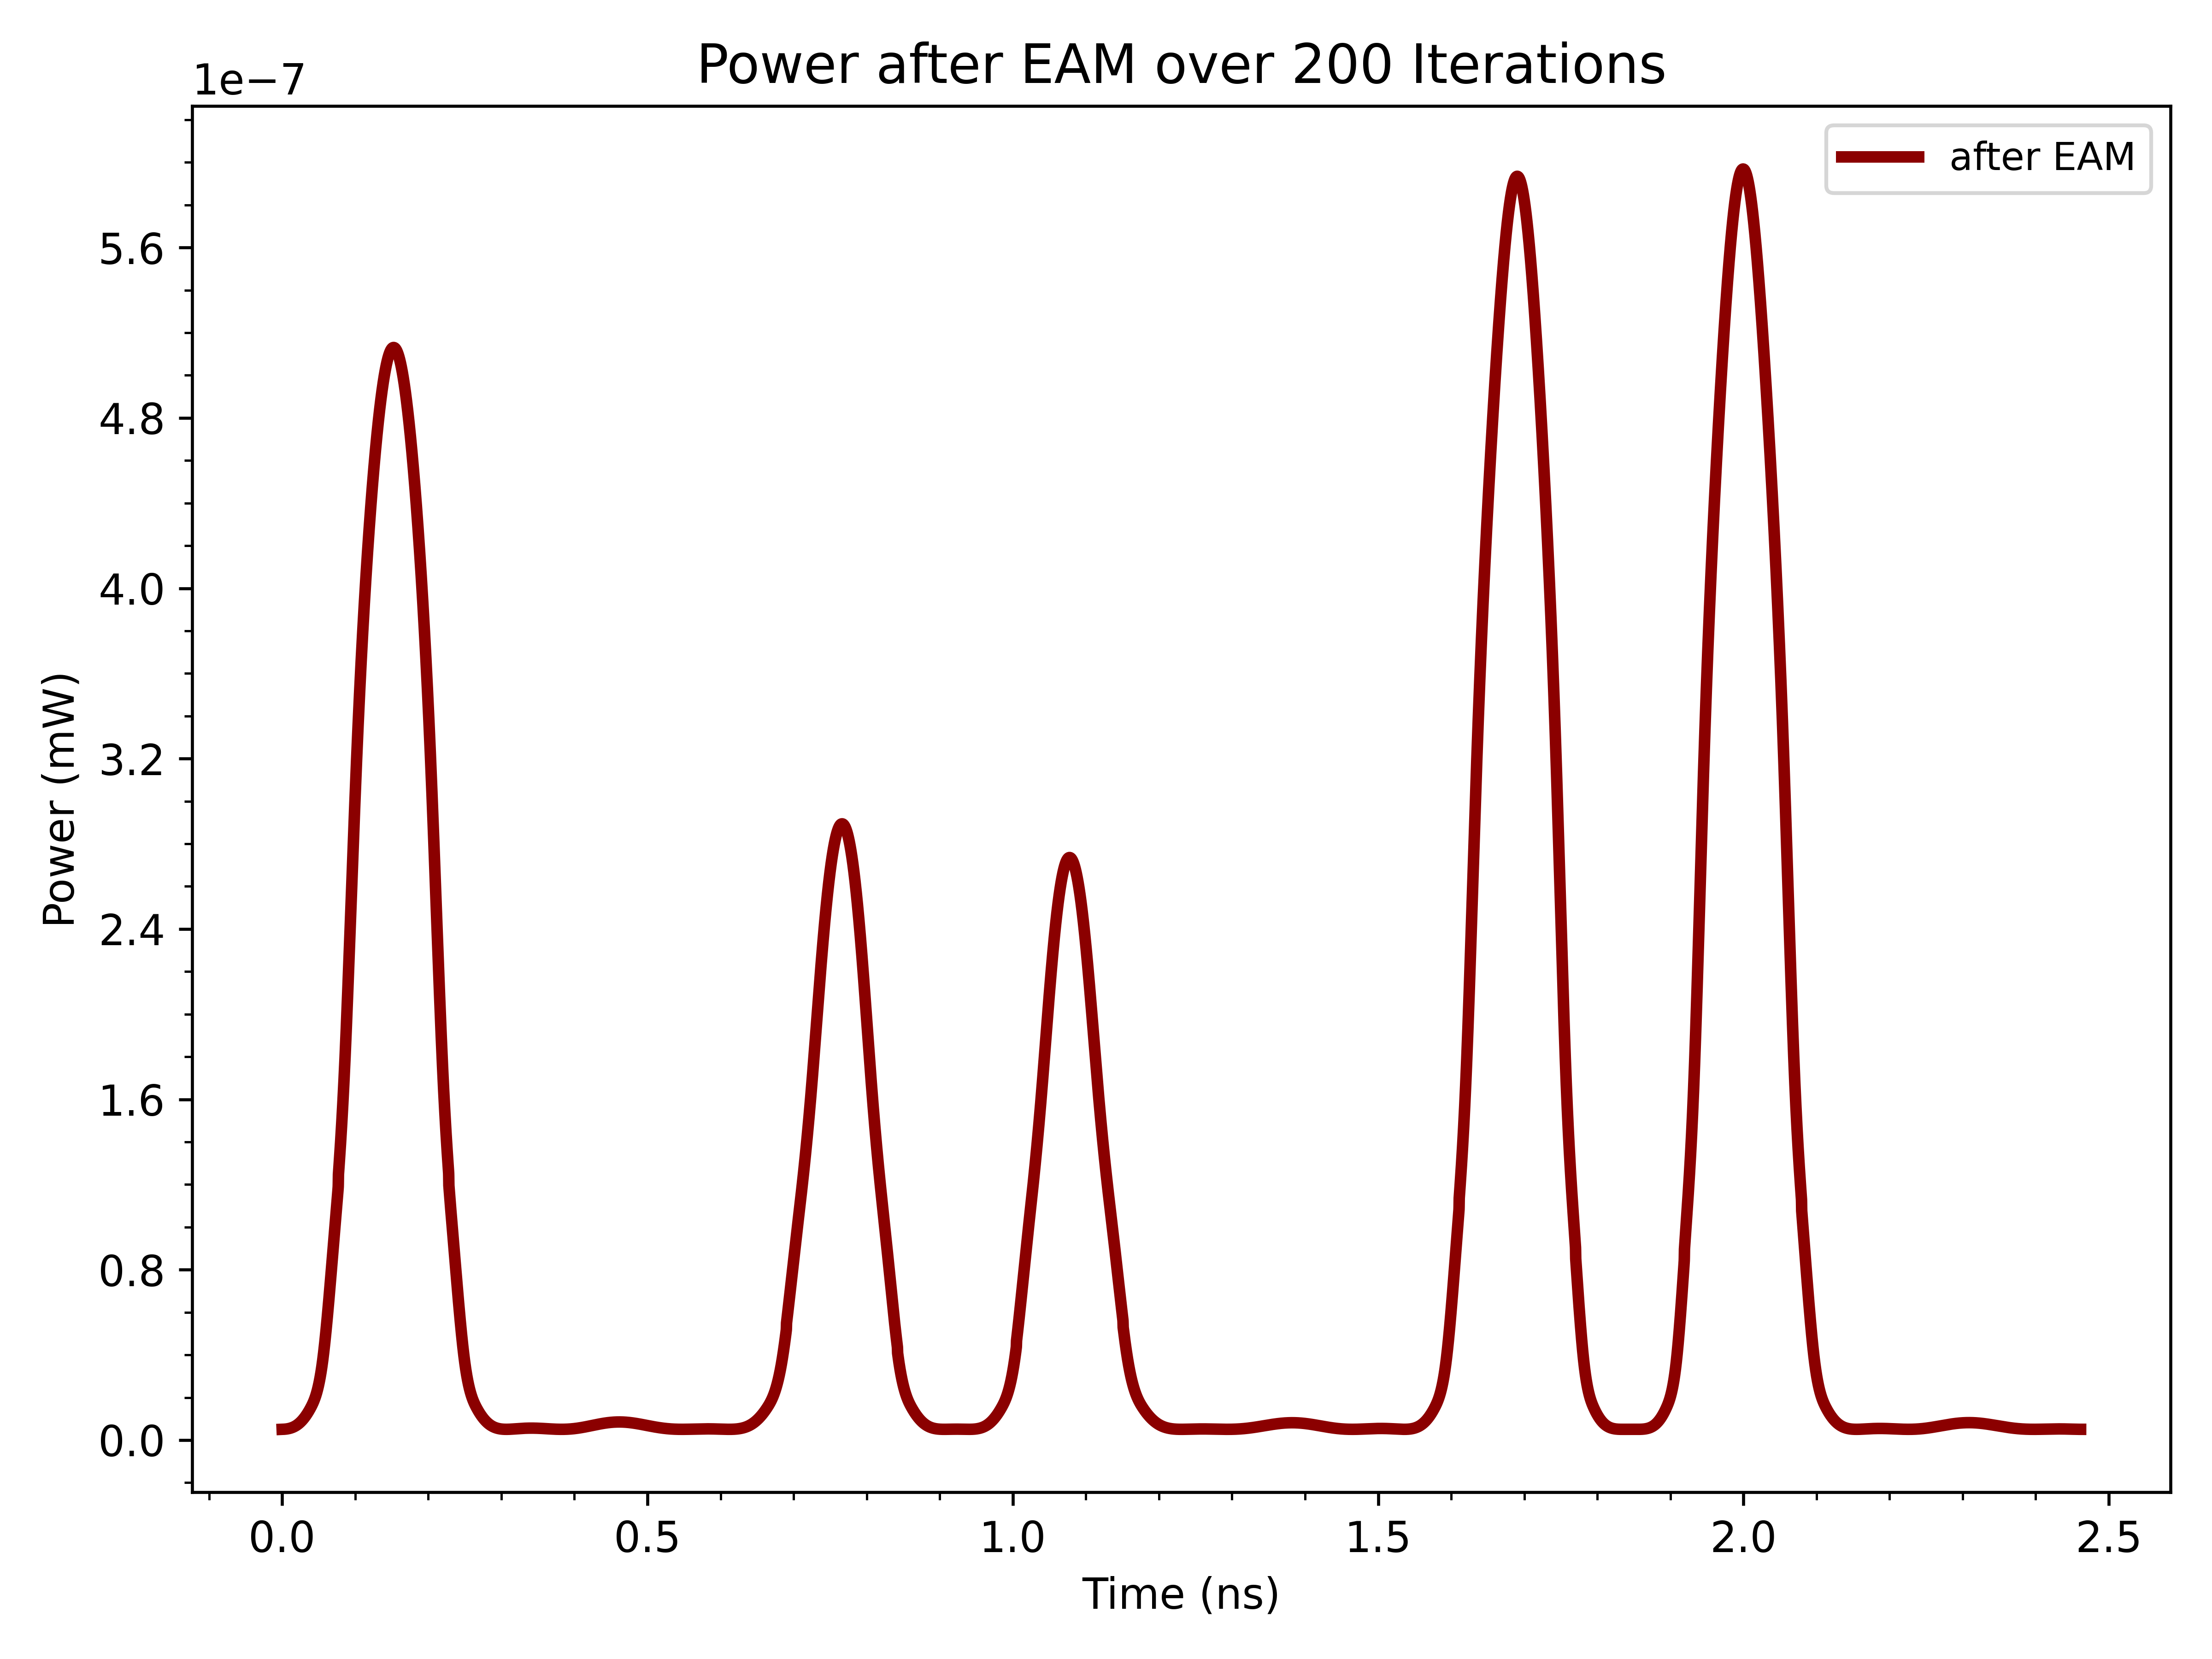 Power after EAM over 200 Iterations
1e−7
after EAM
5.6
4.8
4.0
3.2
2.4
1.6
0.8
0.0
Power (mW)
0.0 0.5 1.0 1.5 2.0 2.5
Time (ns)